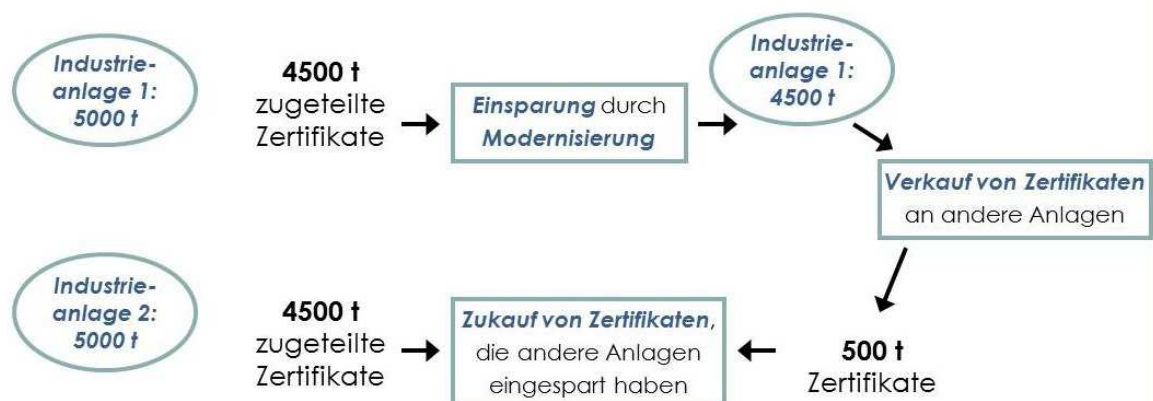 Industrie-
anlage 1:
5000 t
4500 t
zugeteilte
Zertifikate
Einsparung durch
Modernisierung
Industrie-
anlage 1:
4500 t
Verkauf von Zertifikaten
an andere Anlagen
Industrie-
anlage 2:
5000 t
4500 t
zugeteilte
Zertifikate
Zukauf von Zertifikaten,
die andere Anlagen
eingespart haben
500 t
Zertifikate